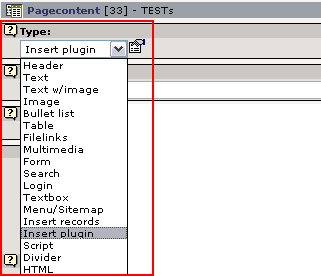 Pagecontent [33] - TESTs
Type:
Insert plugin
Header
Text
Text w/image
Image
Bullet list
Table
Filelinks
Multimedia
Form
Search
Login
Textbox
Menu/Sitemap
Insert records
Insert plugin
Script
Divider
HTML